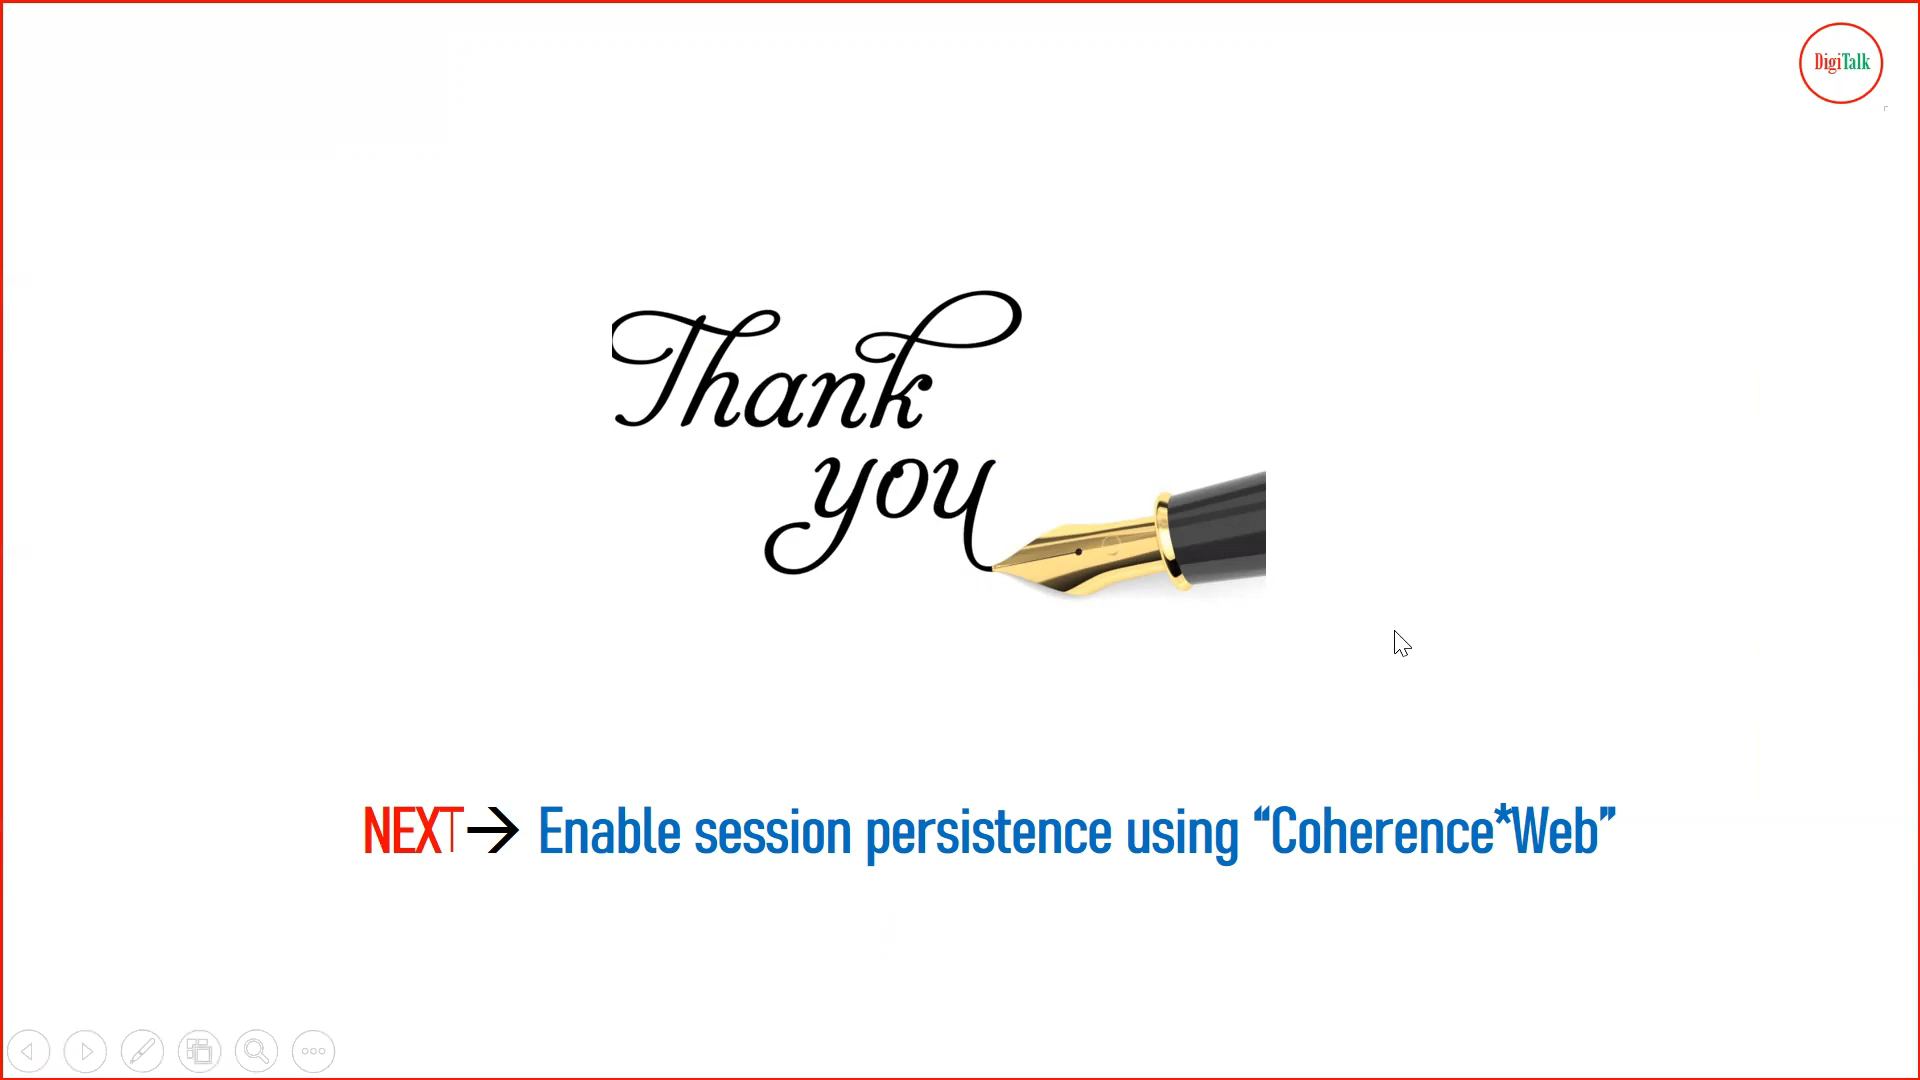 DigiTalk
Thank
you
NEXT→ Enable session persistence using “Coherence*Web”